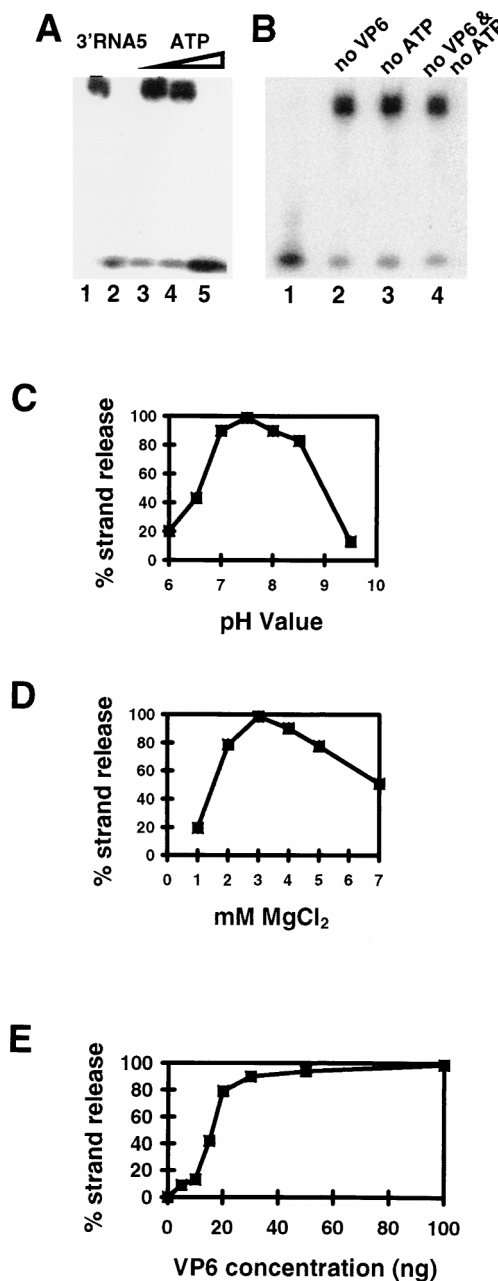 A
3'RNA5 ATP
1 2 3 4 5
B
no VP6
no ATP
no VP6 &
no ATP
1 2 3 4
C
% strand release
100
80
60
40
20
0
6 7 8 9 10
pH Value
D
% strand release
100
80
60
40
20
0
0 1 2 3 4 5 6 7
mM MgCl₂
E
% strand release
100
80
60
40
20
0
0 20 40 60 80 100
VP6 concentration (ng)